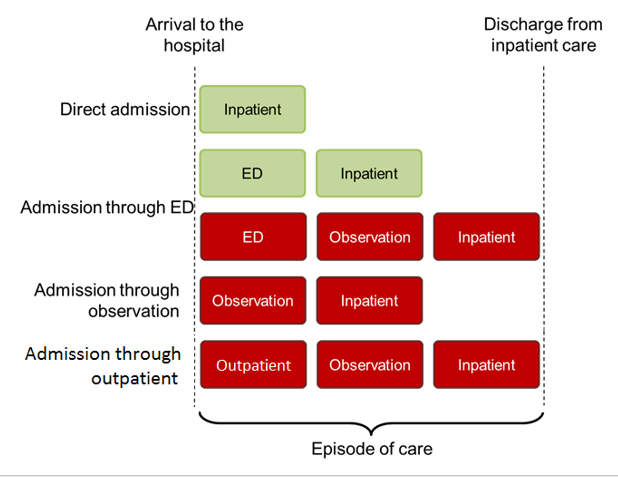 Arrival to the
hospital
Discharge from
inpatient care
Direct admission
Inpatient
ED
Inpatient
Admission through ED
ED
Observation
Inpatient
Admission through
observation
Observation
Inpatient
Admission through
outpatient
Outpatient
Observation
Inpatient
Episode of care